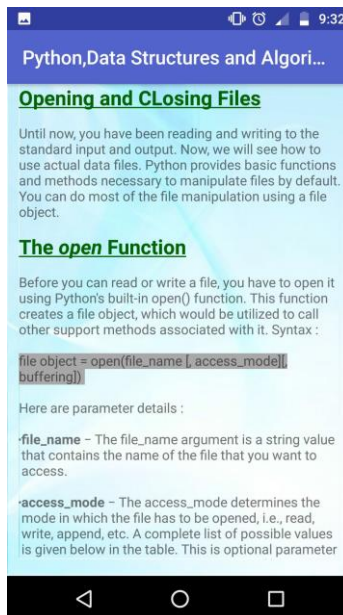 9:32
Python,Data Structures and Algori...
Opening and CLosing Files
Until now, you have been reading and writing to the
standard input and output. Now, we will see how to
use actual data files. Python provides basic functions
and methods necessary to manipulate files by default.
You can do most of the file manipulation using a file
object.
The open Function
Before you can read or write a file, you have to open it
using Python's built-in open() function. This function
creates a file object, which would be utilized to call
other support methods associated with it. Syntax :
file object = open(file_name [, access_mode][,
buffering])
Here are parameter details :
·file_name − The file_name argument is a string value
that contains the name of the file that you want to
access.
·access_mode − The access_mode determines the
mode in which the file has to be opened, i.e., read,
write, append, etc. A complete list of possible values
is given below in the table. This is optional parameter